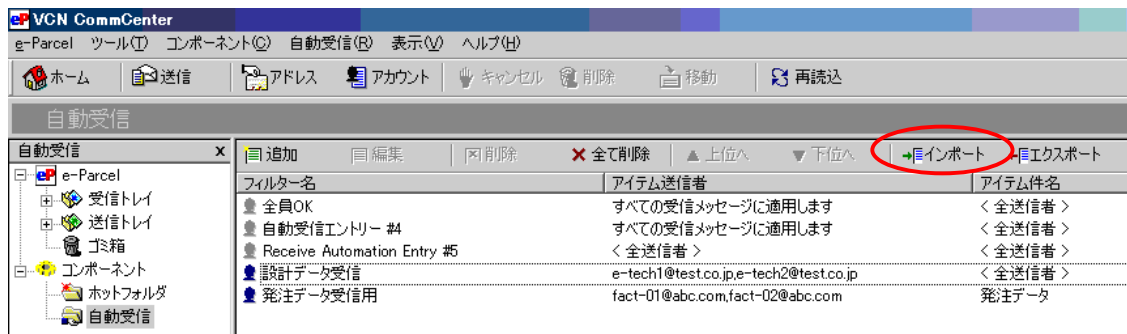 eP VCN CommCenter
e-Parcel ツール(T) コンポーネント(C) 自動受信(R) 表示(V) ヘルプ(H)
ホーム 送信 アドレス アカウント キャンセル 削除 移動 再読込
自動受信
自動受信 x 追加 編集 削除 全て削除 上位へ 下位へ インポート エクスポート
eP e-Parcel フィルター名 アイテム送信者 アイテム件名
受信トレイ 全員OK すべての受信メッセージに適用します < 全送信者 >
送信トレイ 自動受信エントリー #4 すべての受信メッセージに適用します < 全送信者 >
ゴミ箱 Receive Automation Entry #5 < 全送信者 > < 全送信者 >
コンポーネント 設計データ受信 e-tech1@test.co.jp,e-tech2@test.co.jp < 全送信者 >
ホットフォルダ 発注データ受信用 fact-01@abc.com,fact-02@abc.com 発注データ
自動受信